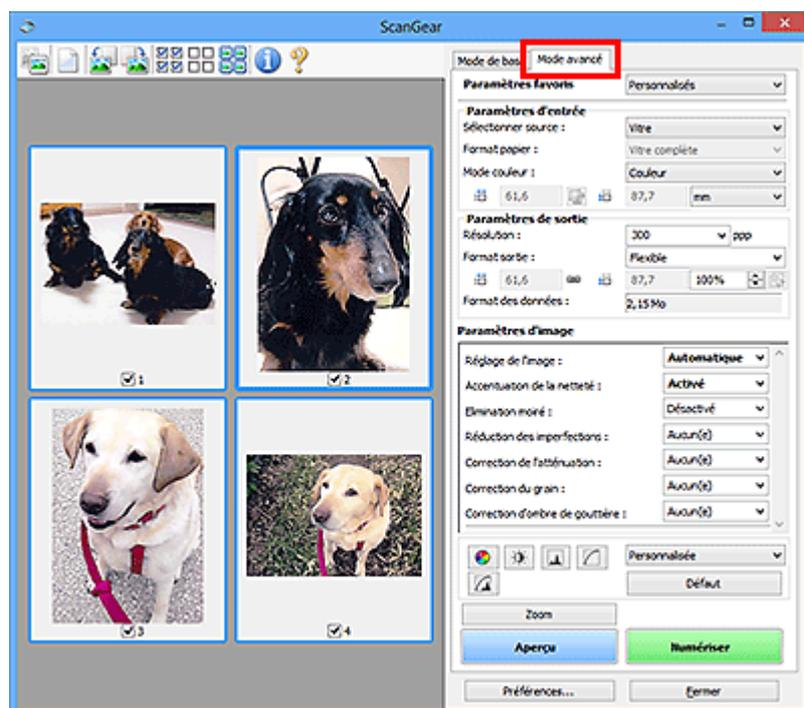 ScanGear
Mode de base Mode avancé
Paramètres favoris Personnalisés
Paramètres d'entrée
Sélectionner source : Vitre
Format papier : Vitre complète
Mode couleur : Couleur
61,6 87,7 mm
Paramètres de sortie
Résolution : 300 ppp
Format sortie : Flexible
61,6 87,7 100%
Format des données : 2,15 Mo
Paramètres d'image
Réglage de l'image : Automatique
Accentuation de la netteté : Activé
Elimination moiré : Désactivé
Réduction des imperfections : Aucun(e)
Correction de l'atténuation : Aucun(e)
Correction du grain : Aucun(e)
Correction d'ombre de gouttière : Aucun(e)
Personnalisée
Défaut
Zoom
Aperçu Numériser
Préférences... Fermer
1
2
3
4